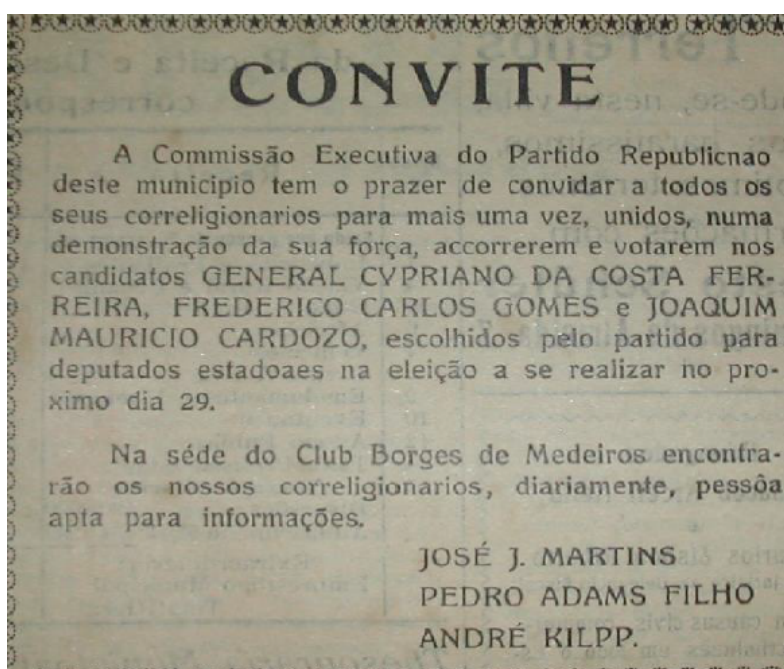 CONVITE
A Commissão Executiva do Partido Republicnao
deste municipio tem o prazer de convidar a todos os
seus correligionarios para mais uma vez, unidos, numa
demonstração da sua força, accorrerem e votarem nos
candidatos GENERAL CYPRIANO DA COSTA FER-
REIRA, FREDERICO CARLOS GOMES e JOAQUIM
MAURICIO CARDOZO, escolhidos pelo partido para
deputados estadoaes na eleição a se realizar no pro-
ximo dia 29.
Na séde do Club Borges de Medeiros encontra-
rão os nossos correligionarios, diariamente, pessôa
apta para informações.
JOSÉ J. MARTINS
PEDRO ADAMS FILHO
ANDRÉ KILPP.